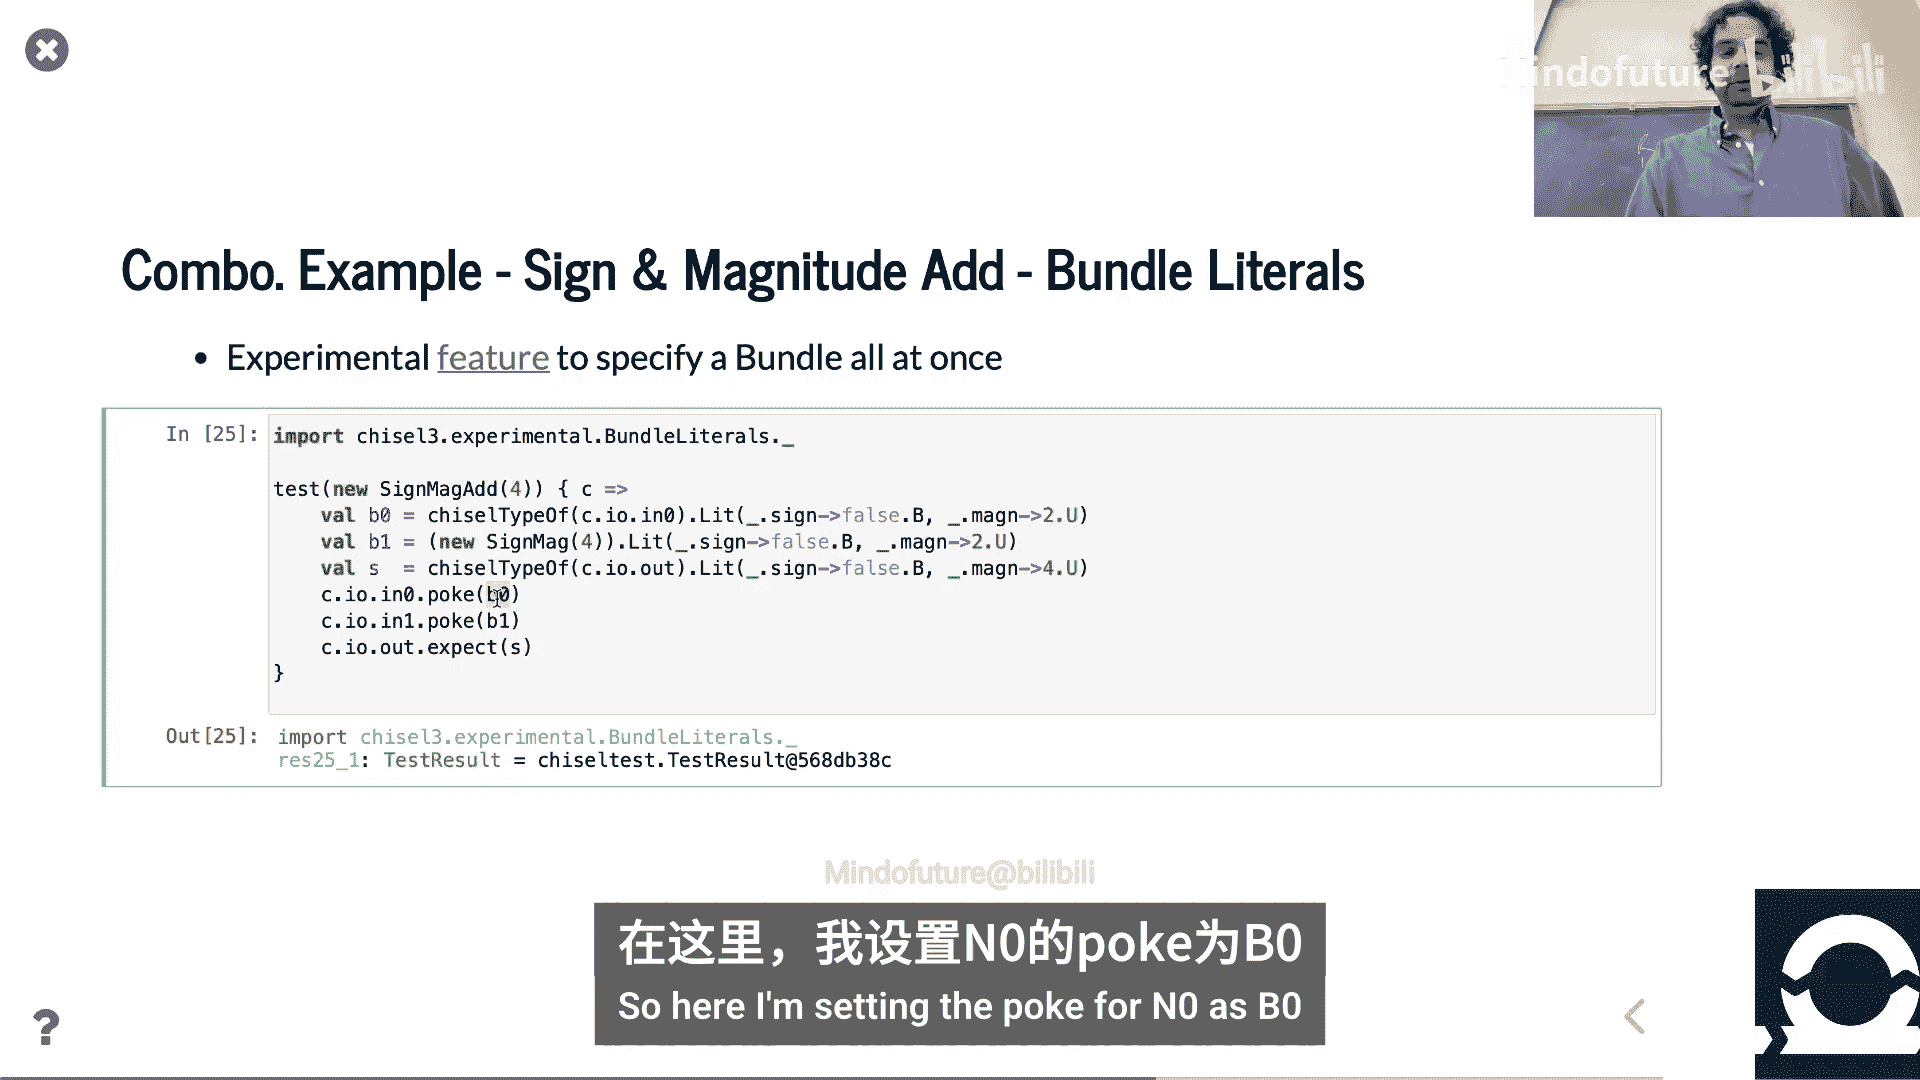 Mindofuture bilibili
Combo. Example - Sign & Magnitude Add - Bundle Literals
• Experimental feature to specify a Bundle all at once
In [25]: import chisel3.experimental.BundleLiterals._
test(new SignMagAdd(4)) { c =>
val b0 = chiselTypeOf(c.io.in0).Lit(_.sign->false.B, _.magn->2.U)
val b1 = (new SignMag(4)).Lit(_.sign->false.B, _.magn->2.U)
val s = chiselTypeOf(c.io.out).Lit(_.sign->false.B, _.magn->4.U)
c.io.in0.poke(b0)
c.io.in1.poke(b1)
c.io.out.expect(s)
}
Out[25]: import chisel3.experimental.BundleLiterals._
res25_1: TestResult = chiseltest.TestResult@568db38c
Mindofuture@bilibili
在这里，我设置N0的poke为B0
So here I'm setting the poke for N0 as B0
?